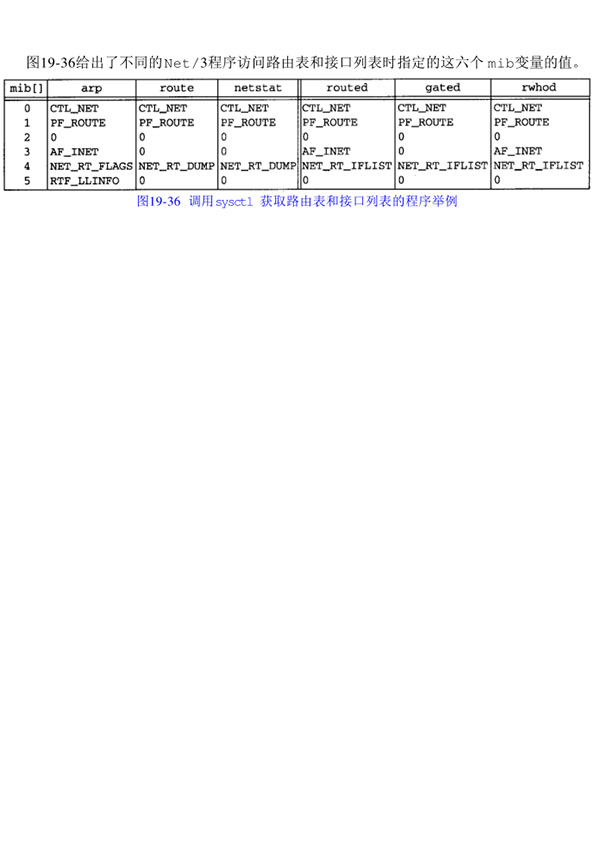 图19-36给出了不同的Net/3程序访问路由表和接口列表时指定的这六个 mib变量的值。
mib[] arp route netstat routed gated rwhod
0 CTL_NET CTL_NET CTL_NET CTL_NET CTL_NET CTL_NET
1 PF_ROUTE PF_ROUTE PF_ROUTE PF_ROUTE PF_ROUTE PF_ROUTE
2 0 0 0 0 0 0
3 AF_INET 0 0 AF_INET 0 AF_INET
4 NET_RT_FLAGS NET_RT_DUMP NET_RT_DUMP NET_RT_IFLIST NET_RT_IFLIST NET_RT_IFLIST
5 RTF_LLINFO 0 0 0 0 0
图19-36 调用sysctl 获取路由表和接口列表的程序举例